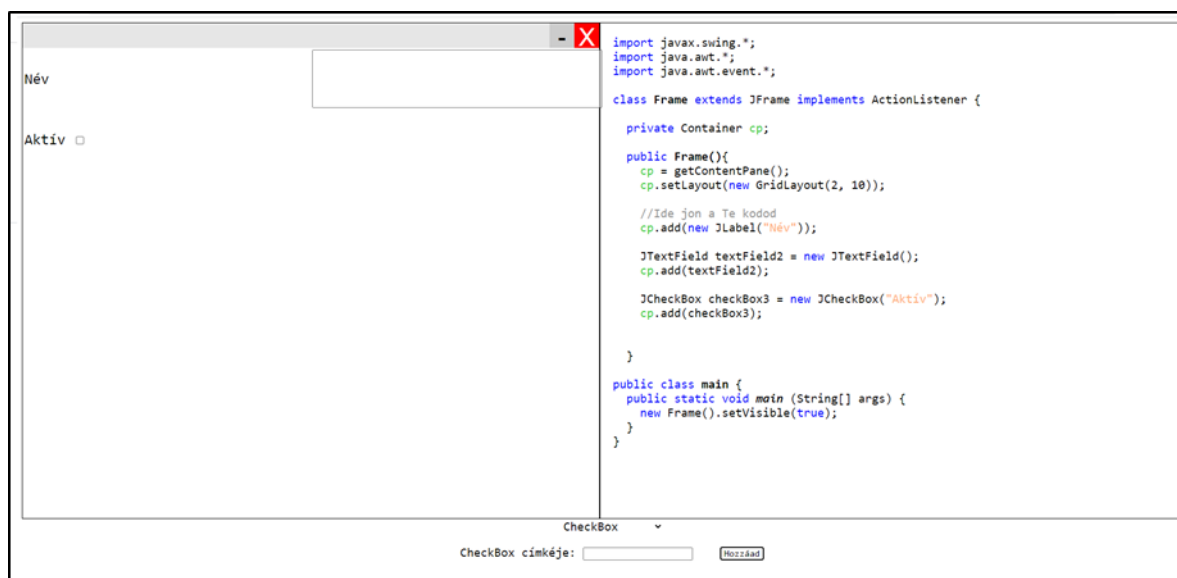 - X
Név
Aktív
import javax.swing.*;
import java.awt.*;
import java.awt.event.*;
class Frame extends JFrame implements ActionListener {
private Container cp;
public Frame(){
cp = getContentPane();
cp.setLayout(new GridLayout(2, 10));
//Ide jon a Te kodod
cp.add(new JLabel("Név"));
JTextField textField2 = new JTextField();
cp.add(textField2);
JCheckBox checkBox3 = new JCheckBox("Aktív");
cp.add(checkBox3);
}
public class main {
public static void main (String[] args) {
new Frame().setVisible(true);
}
}
CheckBox
CheckBox címkéje:
Hozzáad